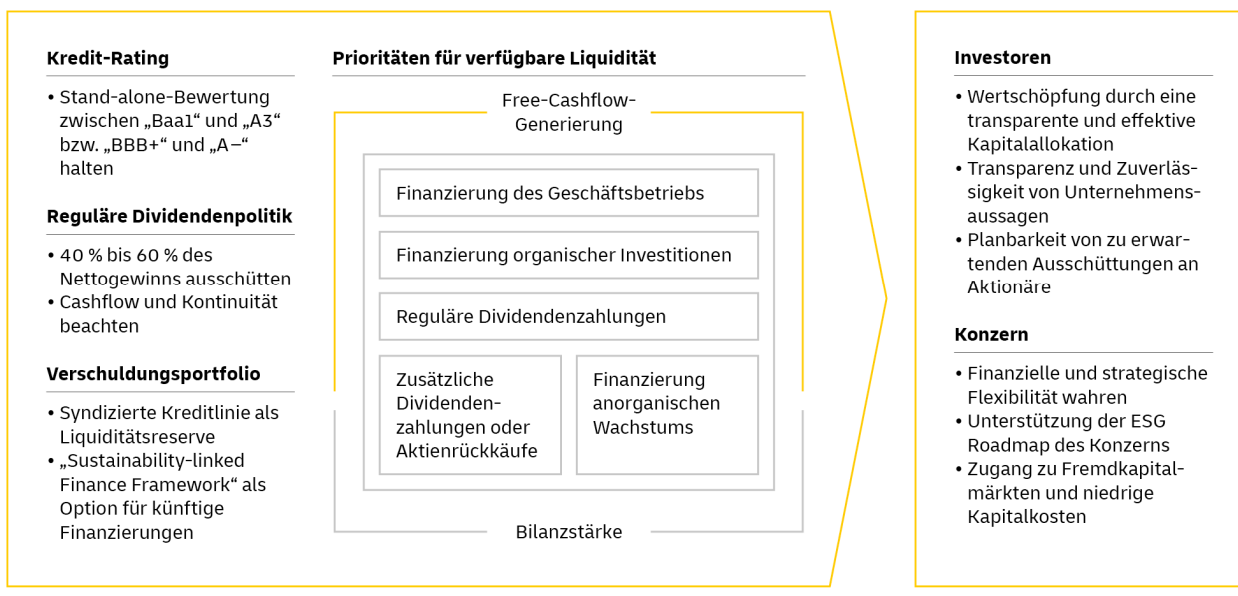 Kredit-Rating
• Stand-alone-Bewertung
zwischen „Baa1“ und „A3“
bzw. „BBB+“ und „A–“
halten
Reguläre Dividendenpolitik
• 40 % bis 60 % des
Nettogewinns ausschütten
• Cashflow und Kontinuität
beachten
Verschuldungsportfolio
• Syndizierte Kreditlinie als
Liquiditätsreserve
• „Sustainability-linked
Finance Framework“ als
Option für künftige
Finanzierungen
Prioritäten für verfügbare Liquidität
Free-Cashflow-
Generierung
Finanzierung des Geschäftsbetriebs
Finanzierung organischer Investitionen
Reguläre Dividendenzahlungen
Zusätzliche
Dividenden-
zahlungen oder
Aktienrückkäufe
Finanzierung
anorganischen
Wachstums
Bilanzstärke
Investoren
• Wertschöpfung durch eine
transparente und effektive
Kapitalallokation
• Transparenz und Zuverläs-
sigkeit von Unternehmens-
aussagen
• Planbarkeit von zu erwar-
tenden Ausschüttungen an
Aktionäre
Konzern
• Finanzielle und strategische
Flexibilität wahren
• Unterstützung der ESG
Roadmap des Konzerns
• Zugang zu Fremdkapital-
märkten und niedrige
Kapitalkosten